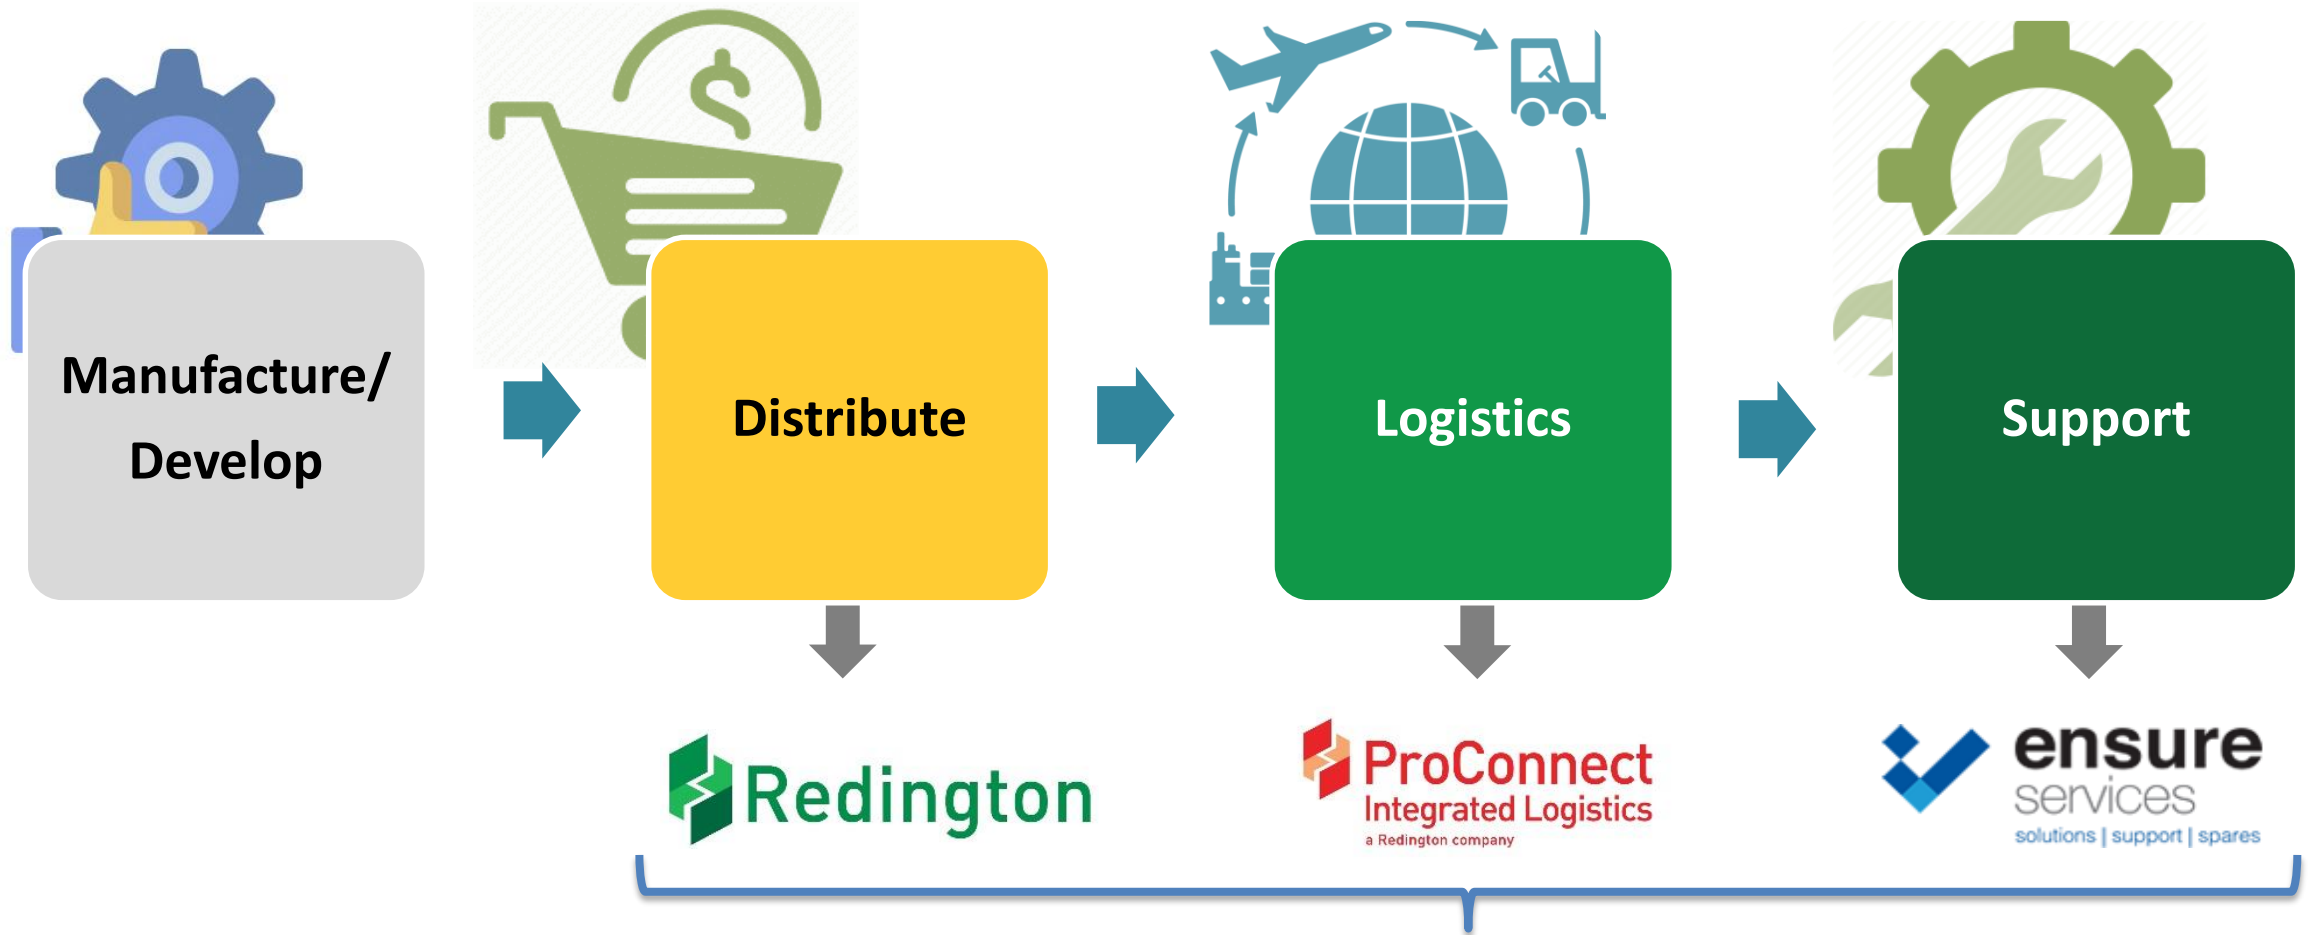 $
Manufacture/
Develop
Distribute
Logistics
Support
Redington
ProConnect
Integrated Logistics
a Redington company
ensure
services
solutions | support | spares